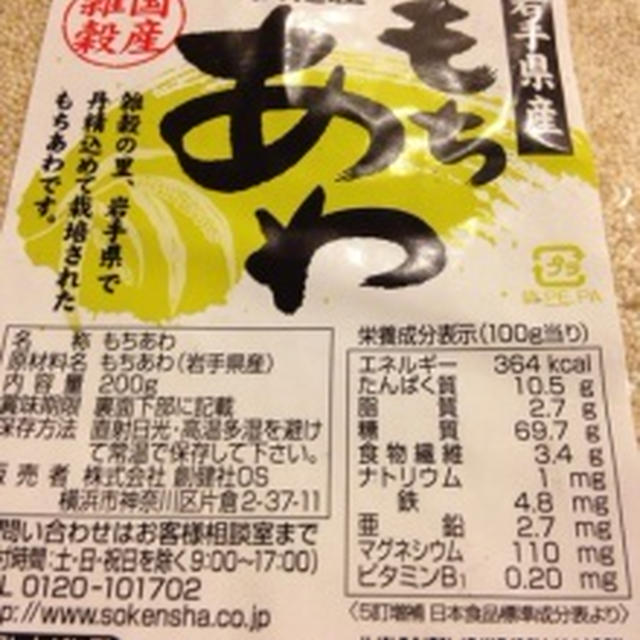 国産
雑穀
岩手県産
もち
あわ
雑穀の里、岩手県で
丹精込めて栽培された
もちあわです。
プラ
袋:PE,PA
名 称 もちあわ
原材料名 もちあわ(岩手県産)
内容量 200g
賞味期限 裏面下部に記載
保存方法 直射日光・高温多湿を避け
て常温で保存して下さい。
販売者 株式会社 創健社OS
横浜市神奈川区片倉2-37-11
問い合わせはお客様相談室まで
付時間:土・日・祝日を除く9:00~17:00)
L 0120-101702
p://www.sokensha.co.jp
栄養成分表示(100g当り)
エネルギー 364 kcal
たんぱく質 10.5 g
脂質 2.7 g
糖質 69.7 g
食物繊維 3.4 g
ナトリウム 1 mg
鉄 4.8 mg
亜鉛 2.7 mg
マグネシウム 110 mg
ビタミンB₁ 0.20 mg
〈5訂増補 日本食品標準成分表より〉